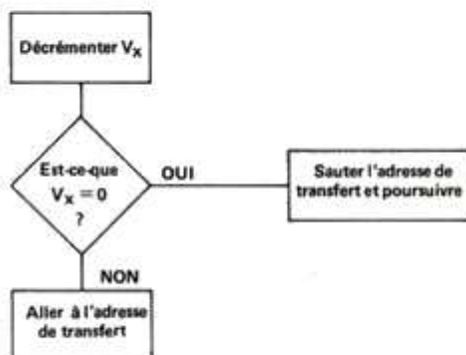 Décrémenter Vx
Est-ce-que
Vx = 0
?
OUI
Sauter l'adresse de
transfert et poursuivre
NON
Aller à l'adresse
de transfert